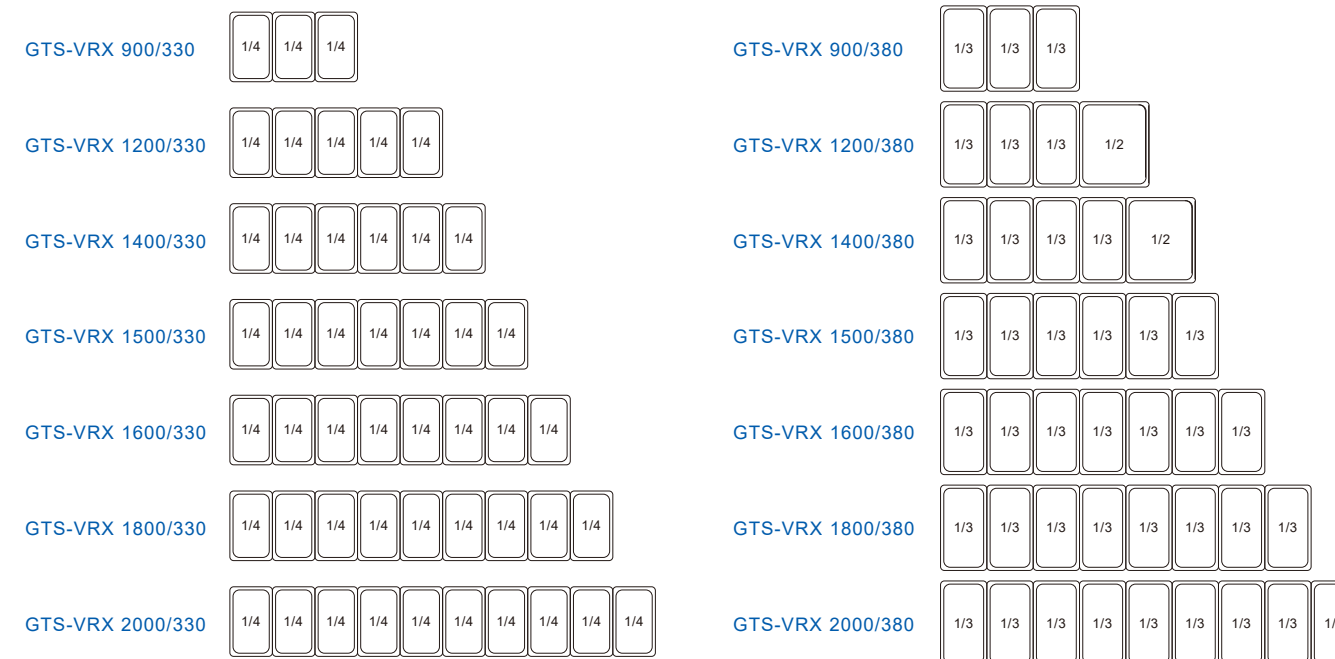 GTS-VRX 900/330 1/4 1/4 1/4
GTS-VRX 1200/330 1/4 1/4 1/4 1/4 1/4
GTS-VRX 1400/330 1/4 1/4 1/4 1/4 1/4 1/4
GTS-VRX 1500/330 1/4 1/4 1/4 1/4 1/4 1/4 1/4
GTS-VRX 1600/330 1/4 1/4 1/4 1/4 1/4 1/4 1/4 1/4
GTS-VRX 1800/330 1/4 1/4 1/4 1/4 1/4 1/4 1/4 1/4 1/4
GTS-VRX 2000/330 1/4 1/4 1/4 1/4 1/4 1/4 1/4 1/4 1/4 1/4
GTS-VRX 900/380 1/3 1/3 1/3
GTS-VRX 1200/380 1/3 1/3 1/3 1/2
GTS-VRX 1400/380 1/3 1/3 1/3 1/3 1/2
GTS-VRX 1500/380 1/3 1/3 1/3 1/3 1/3 1/3
GTS-VRX 1600/380 1/3 1/3 1/3 1/3 1/3 1/3 1/3
GTS-VRX 1800/380 1/3 1/3 1/3 1/3 1/3 1/3 1/3 1/3
GTS-VRX 2000/380 1/3 1/3 1/3 1/3 1/3 1/3 1/3 1/3